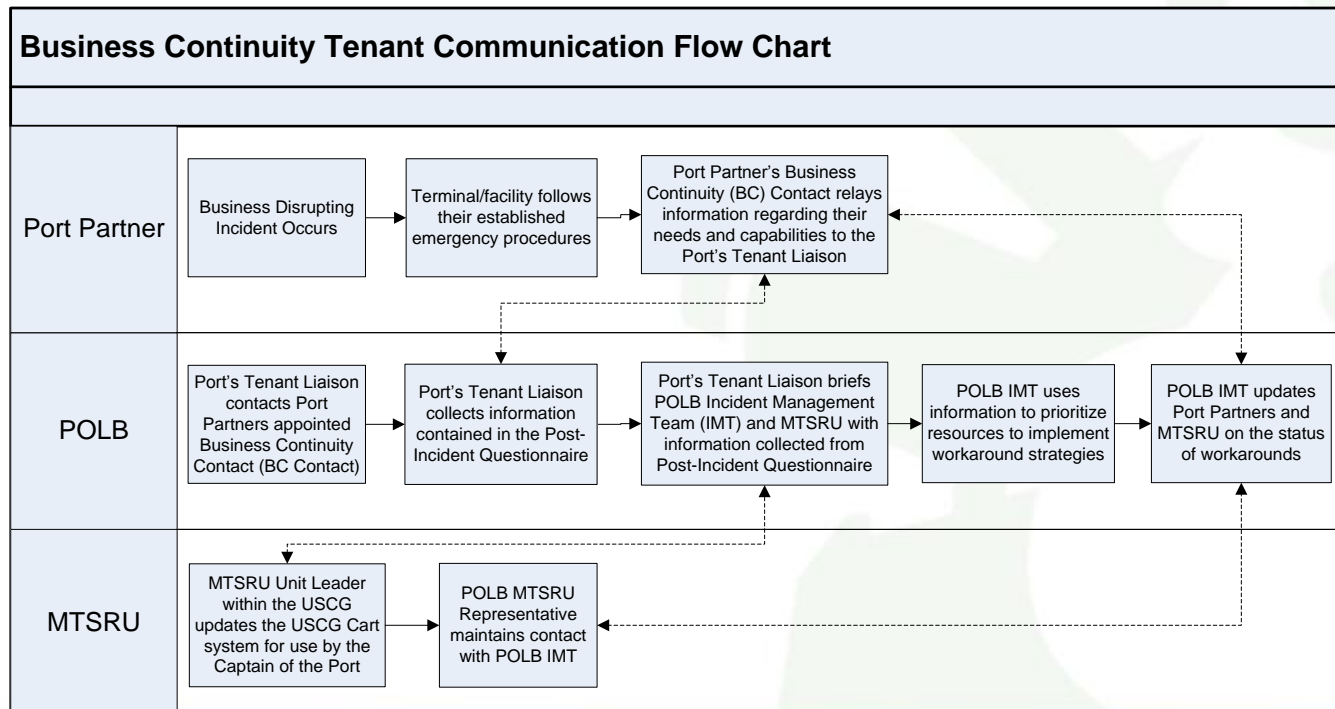 Business Continuity Tenant Communication Flow Chart
Port Partner
Business Disrupting
Incident Occurs
Terminal/facility follows
their established
emergency procedures
Port Partner's Business
Continuity (BC) Contact relays
information regarding their
needs and capabilities to the
Port's Tenant Liaison
POLB
Port's Tenant Liaison
contacts Port
Partners appointed
Business Continuity
Contact (BC Contact)
Port's Tenant Liaison
collects information
contained in the Post-
Incident Questionnaire
Port's Tenant Liaison briefs
POLB Incident Management
Team (IMT) and MTSRU with
information collected from
Post-Incident Questionnaire
POLB IMT uses
information to prioritize
resources to implement
workaround strategies
POLB IMT updates
Port Partners and
MTSRU on the status
of workarounds
MTSRU
MTSRU Unit Leader
within the USCG
updates the USCG Cart
system for use by the
Captain of the Port
POLB MTSRU
Representative
maintains contact
with POLB IMT